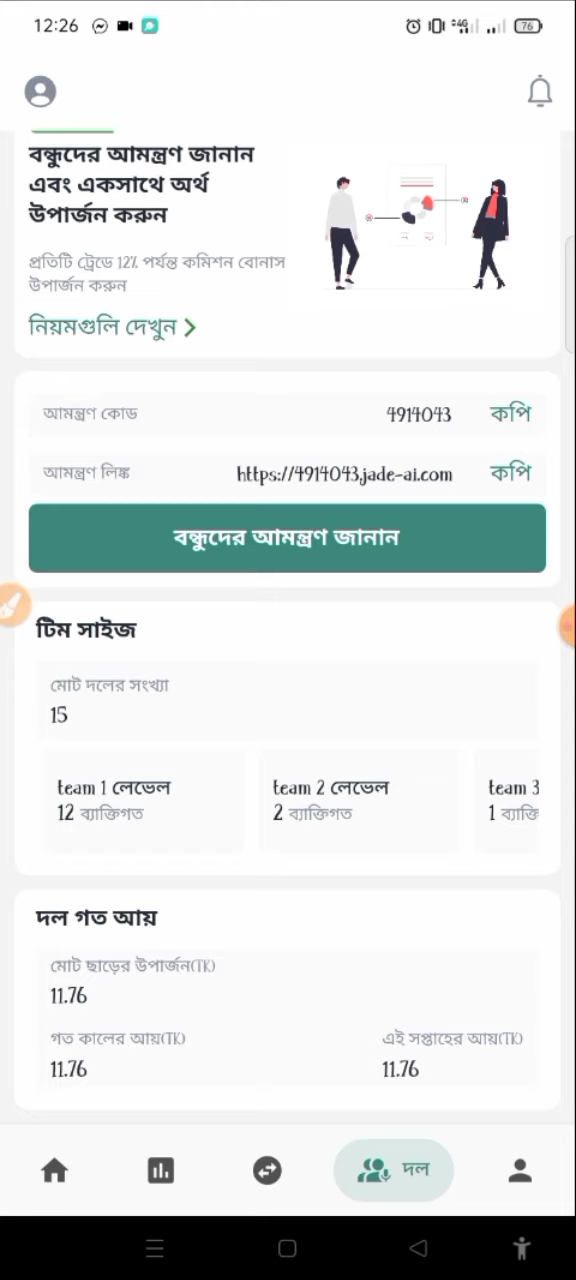 12:26
4G
76
বন্ধুদের আমন্ত্রণ জানান
এবং একসাথে অর্থ
উপার্জন করুন
প্রতিটি ট্রেডে 12% পর্যন্ত কমিশন বোনাস
উপার্জন করুন
নিয়মগুলি দেখুন
আমন্ত্রণ কোড 4914043 কপি
আমন্ত্রণ লিঙ্ক https://4914043.jade-ai.com কপি
বন্ধুদের আমন্ত্রণ জানান
টিম সাইজ
মোট দলের সংখ্যা
15
team 1 লেভেল team 2 লেভেল team 3
12 ব্যাক্তিগত 2 ব্যাক্তিগত 1 ব্যাক্তি
দল গত আয়
মোট ছাড়ের উপার্জন(TK)
11.76
গত কালের আয়(TK) এই সপ্তাহের আয়(TK)
11.76 11.76
দল